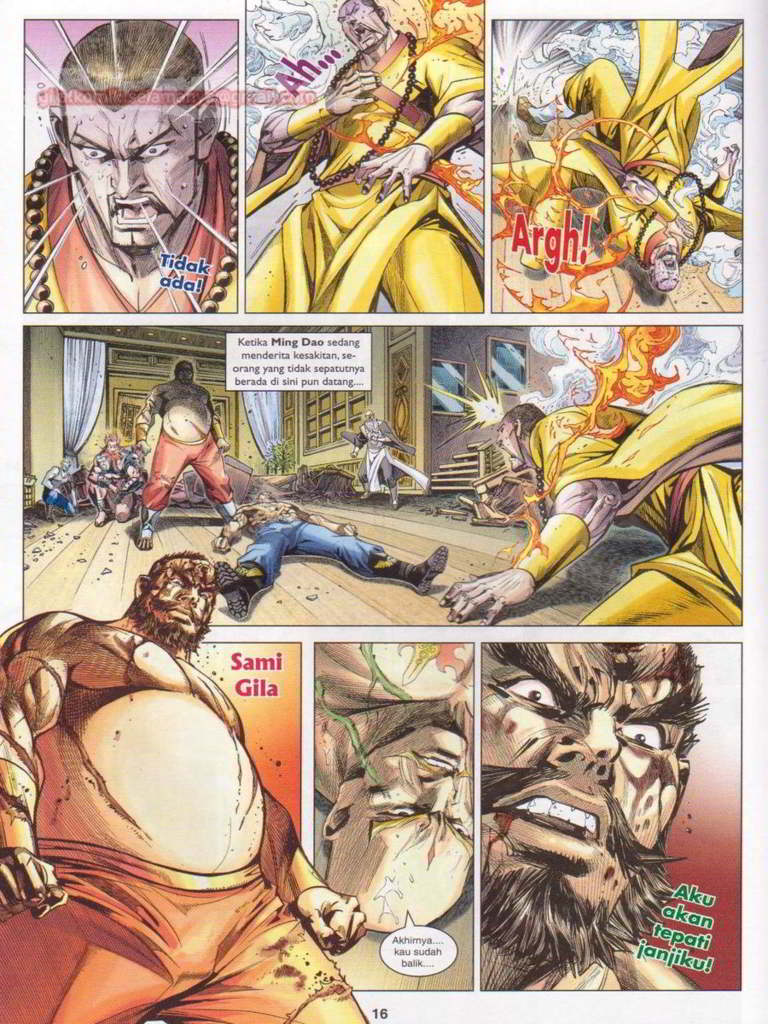 Ah...
Tidak
ada!
Argh!
Ketika Ming Dao sedang
menderita kesakitan, se-
orang yang tidak sepatutnya
berada di sini pun datang....
Sami
Gila
Akhirnya....
kau sudah
balik....
Aku
akan
tepati
janjiku!
16